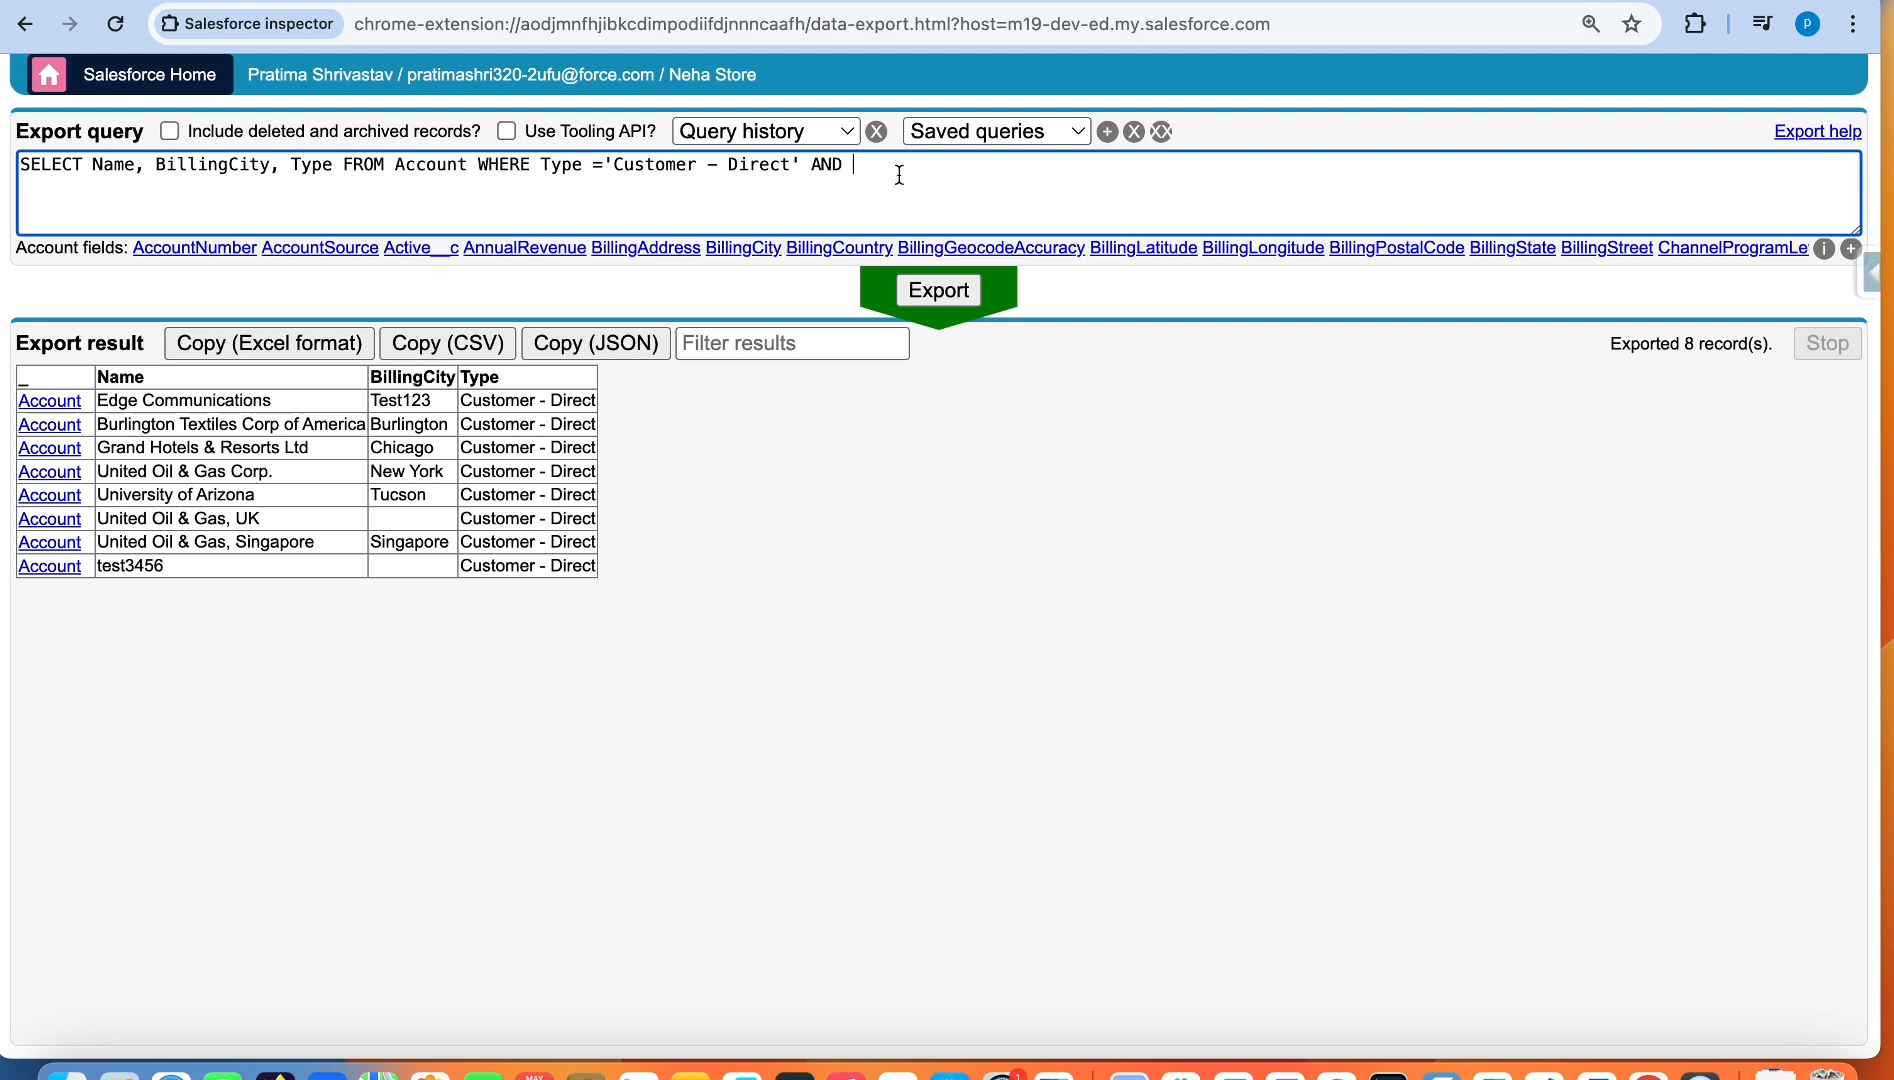 Salesforce inspector chrome-extension://aodjmnfhjibkcdimpodiifdjnnncaafh/data-export.html?host=m19-dev-ed.my.salesforce.com p
Salesforce Home Pratima Shrivastav / pratimashri320-2ufu@force.com / Neha Store
Export query Include deleted and archived records? Use Tooling API? Query history X Saved queries + X XX Export help
SELECT Name, BillingCity, Type FROM Account WHERE Type ='Customer – Direct' AND
Account fields: AccountNumber AccountSource Active__c AnnualRevenue BillingAddress BillingCity BillingCountry BillingGeocodeAccuracy BillingLatitude BillingLongitude BillingPostalCode BillingState BillingStreet ChannelProgramLe i +
Export
Export result Copy (Excel format) Copy (CSV) Copy (JSON) Filter results Exported 8 record(s). Stop
_ Name BillingCity Type
Account Edge Communications Test123 Customer - Direct
Account Burlington Textiles Corp of America Burlington Customer - Direct
Account Grand Hotels & Resorts Ltd Chicago Customer - Direct
Account United Oil & Gas Corp. New York Customer - Direct
Account University of Arizona Tucson Customer - Direct
Account United Oil & Gas, UK Customer - Direct
Account United Oil & Gas, Singapore Singapore Customer - Direct
Account test3456 Customer - Direct
MAY 1